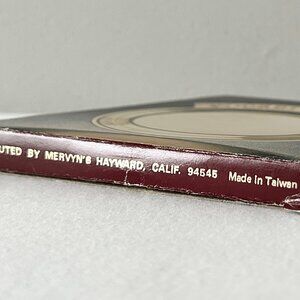 UTED BY MERVYN'S HAYWARD, CALIF. 94545 Made in Taiwan